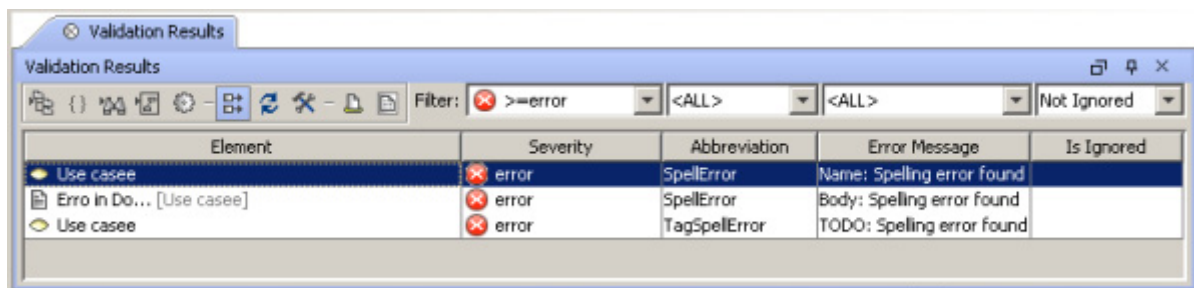 Validation Results
Validation Results
Filter: >=error <ALL> <ALL> Not Ignored
Element Severity Abbreviation Error Message Is Ignored
Use casee error SpellError Name: Spelling error found
Erro in Do... [Use casee] error SpellError Body: Spelling error found
Use casee error TagSpellError TODO: Spelling error found